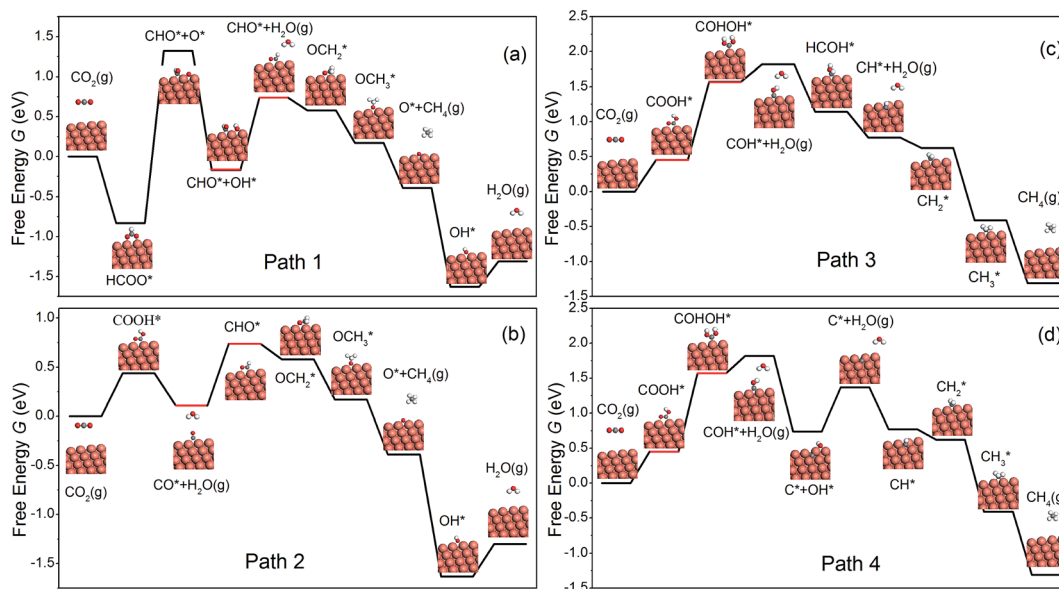 (a)
Free Energy G (eV)
1.5
1.0
0.5
0.0
-0.5
-1.0
-1.5
CO2(g)
HCOO*
CHO*+O*
CHO*+OH*
CHO*+H2O(g)
OCH2*
OCH3*
O*+CH4(g)
OH*
H2O(g)
Path 1
(b)
Free Energy G (eV)
1.0
0.5
0.0
-0.5
-1.0
-1.5
CO2(g)
COOH*
CO*+H2O(g)
CHO*
OCH2*
OCH3*
O*+CH4(g)
OH*
H2O(g)
Path 2
(c)
Free Energy G (eV)
2.5
2.0
1.5
1.0
0.5
0.0
-0.5
-1.0
-1.5
CO2(g)
COOH*
COHOH*
COH*+H2O(g)
HCOH*
CH*+H2O(g)
CH2*
CH3*
CH4(g)
Path 3
(d)
Free Energy G (eV)
2.5
2.0
1.5
1.0
0.5
0.0
-0.5
-1.0
-1.5
CO2(g)
COOH*
COHOH*
COH*+H2O(g)
C*+OH*
C*+H2O(g)
CH*
CH2*
CH3*
CH4(g)
Path 4